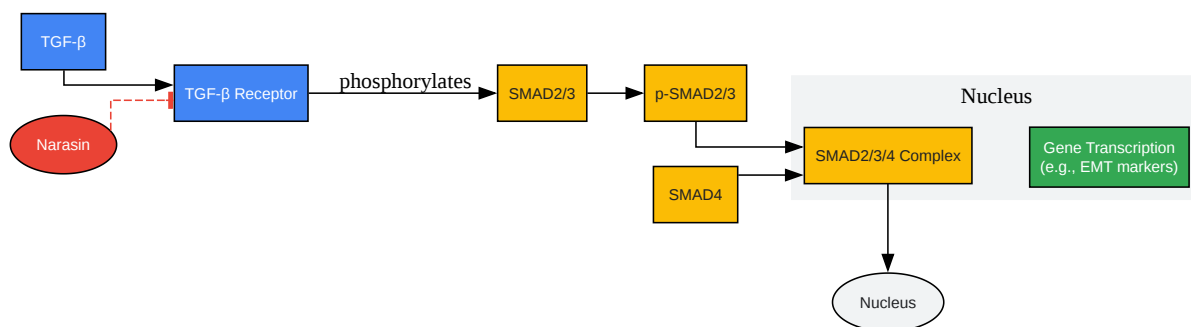 TGF-β
TGF-β Receptor
Narasin
phosphorylates
SMAD2/3
p-SMAD2/3
SMAD4
Nucleus
SMAD2/3/4 Complex
Gene Transcription
(e.g., EMT markers)
Nucleus